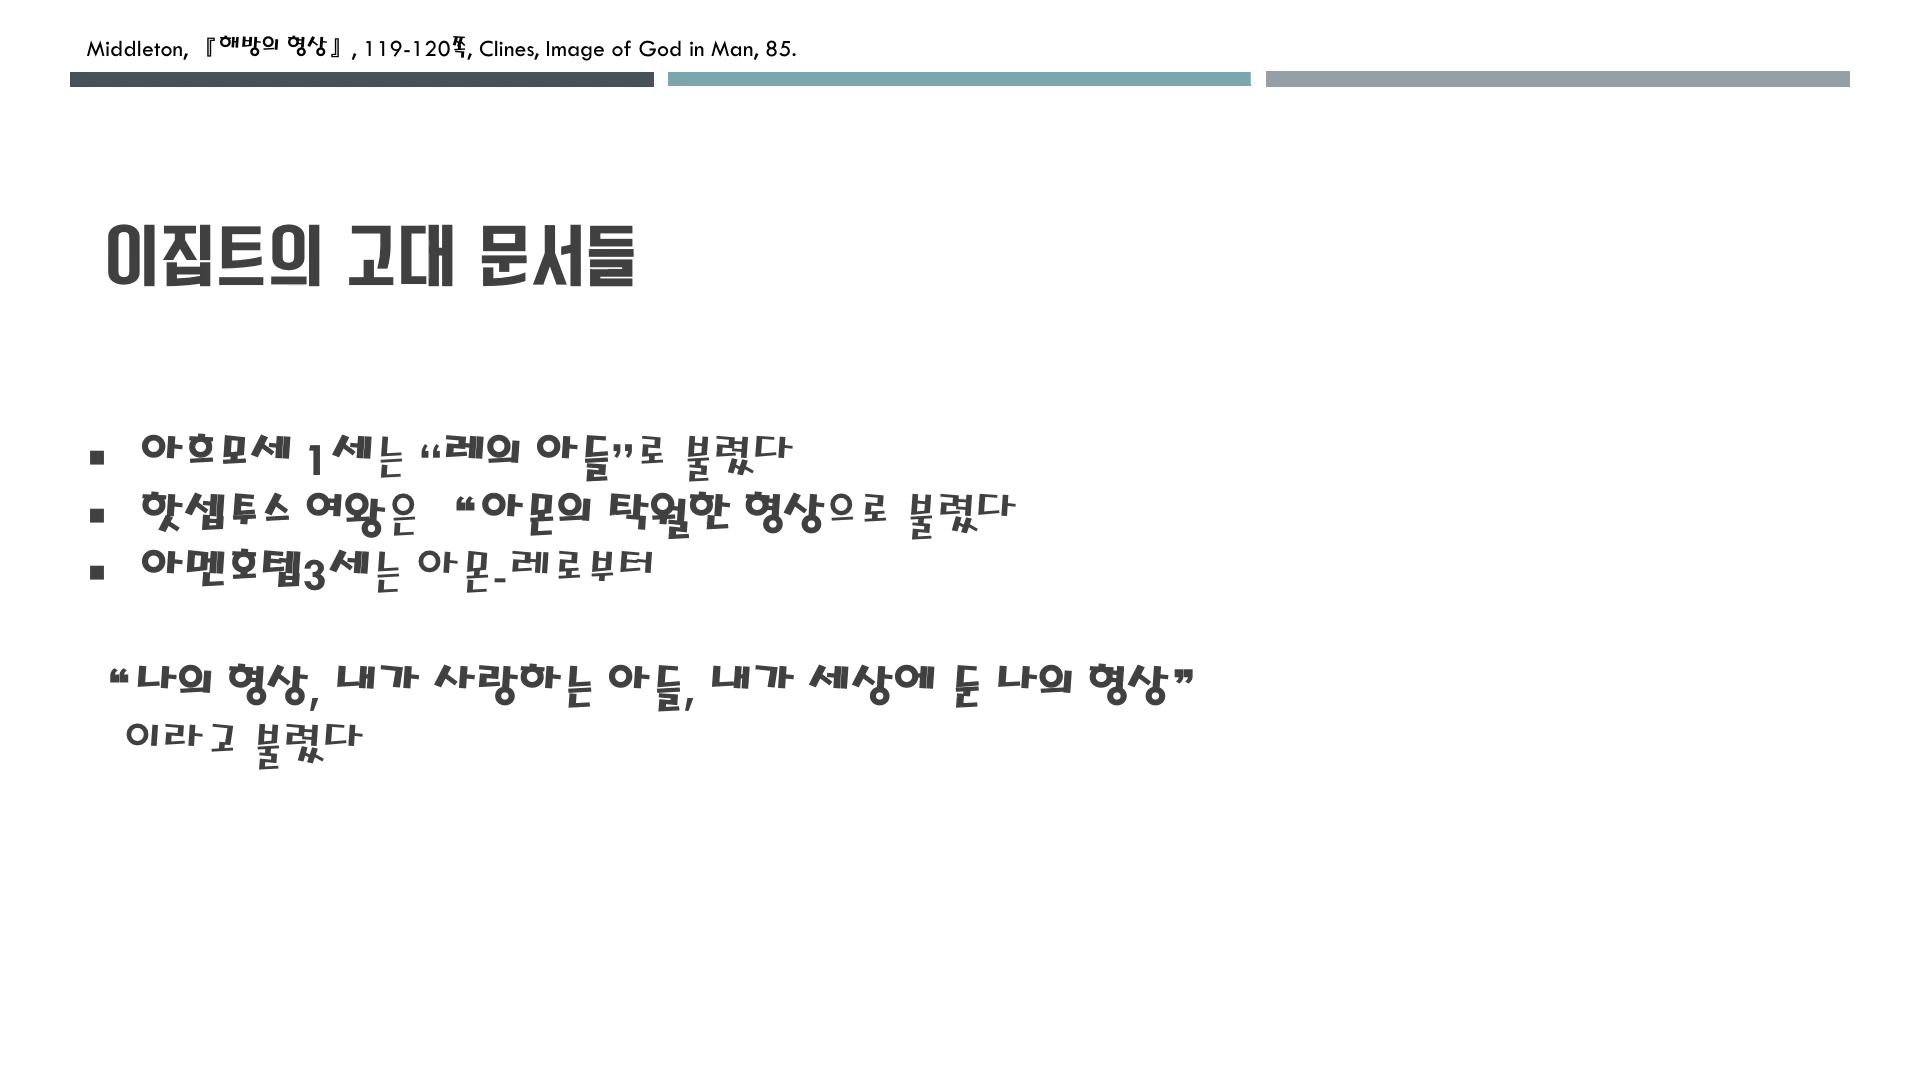 Middleton, 『해방의 형상』, 119-120쪽, Clines, Image of God in Man, 85.
이집트의 고대 문서들
▪ 아흐모세 1세는 “레의 아들”로 불렸다
▪ 핫셉투스 여왕은 “아몬의 탁월한 형상으로 불렸다
▪ 아멘호텝3세는 아몬-레로부터
“나의 형상, 내가 사랑하는 아들, 내가 세상에 둔 나의 형상”
이라고 불렸다